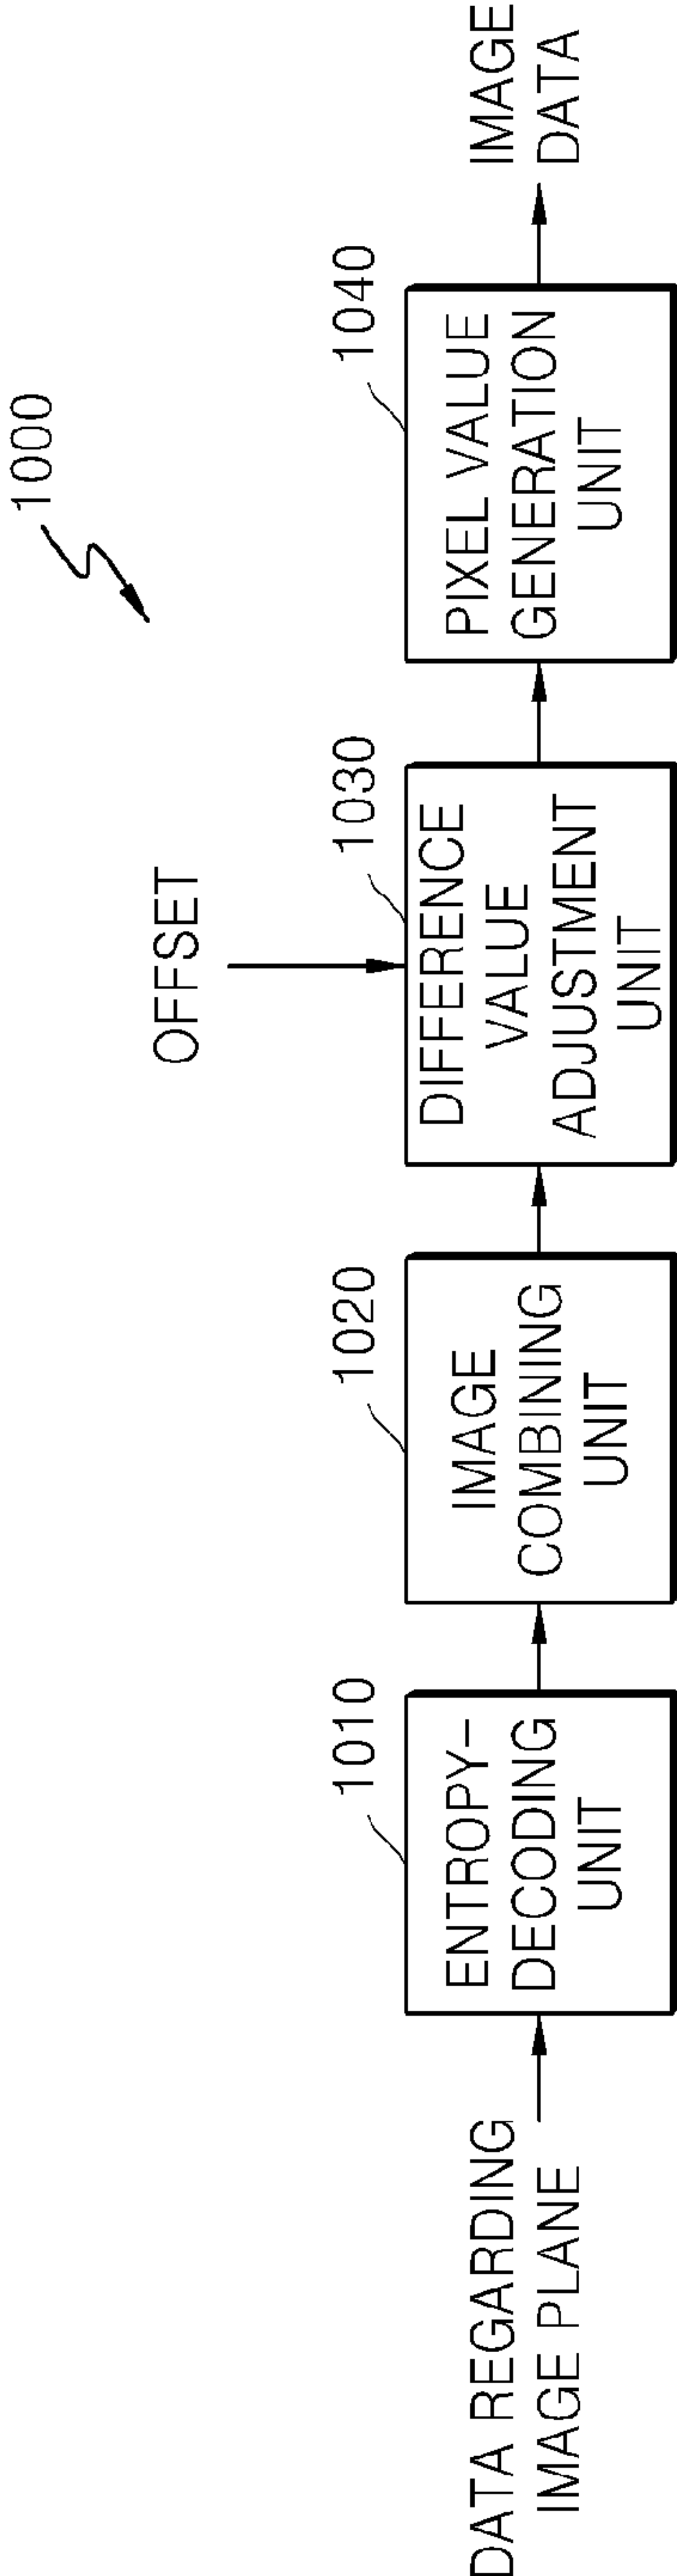 1000
OFFSET
1010
1020
1030
1040
DATA REGARDING
IMAGE PLANE
ENTROPY-
DECODING
UNIT
IMAGE
COMBINING
UNIT
DIFFERENCE
VALUE
ADJUSTMENT
UNIT
PIXEL VALUE
GENERATION
UNIT
IMAGE
DATA